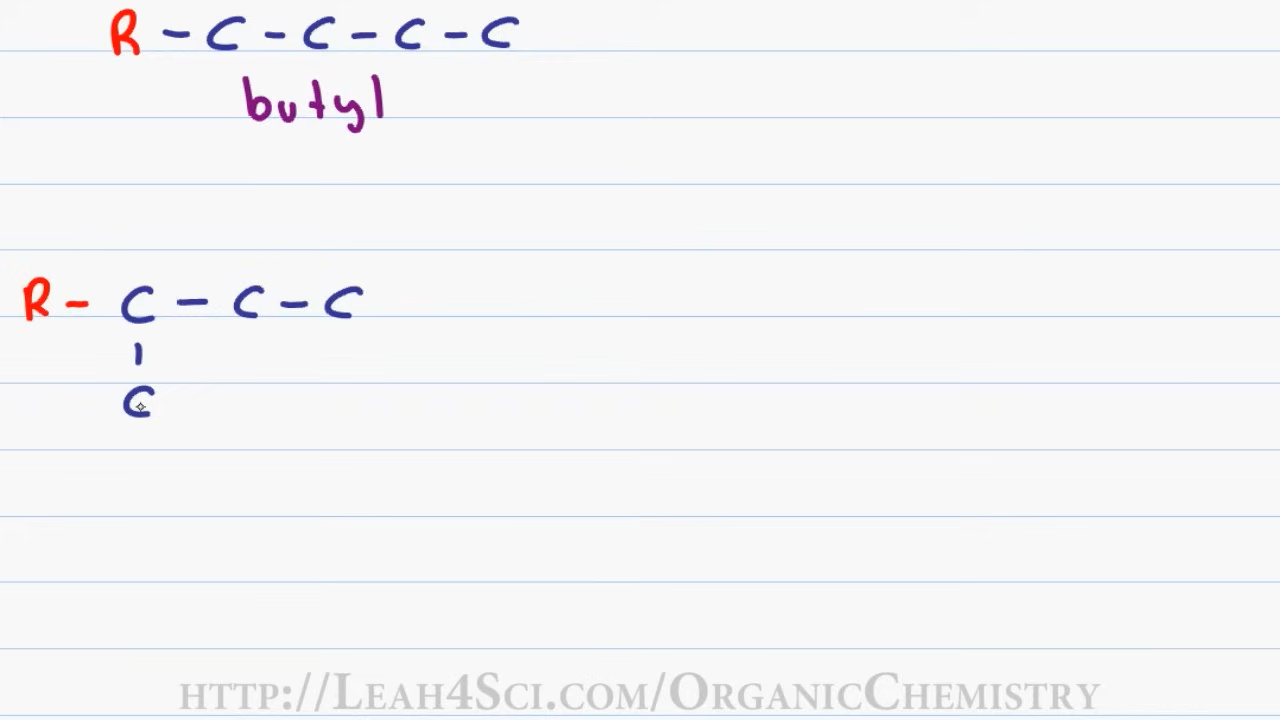 R - C - C - C - C
butyl
R - C - C - C
C
HTTP://LEAH4SCI.COM/ORGANICCHEMISTRY